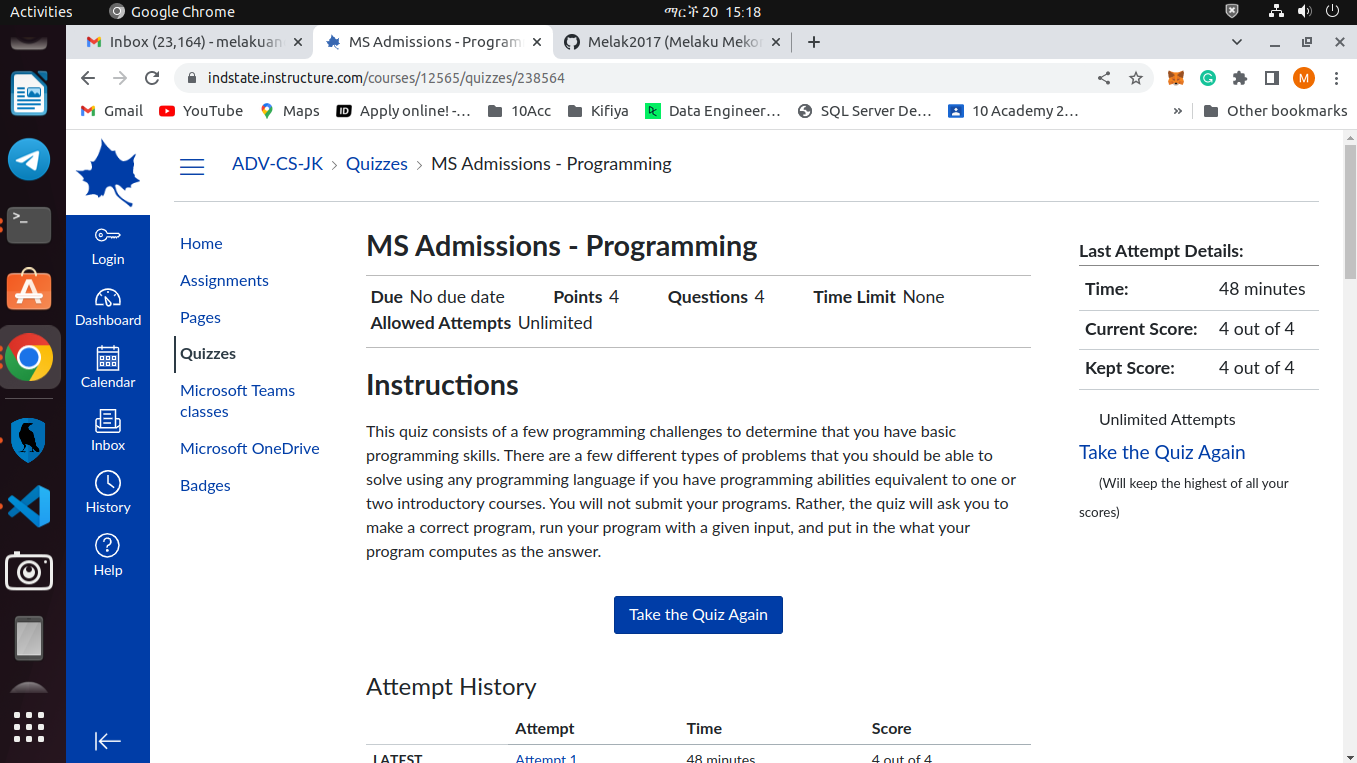 Activities
Google Chrome
ማርች 20 15:18
Inbox (23,164) - melakuan
MS Admissions - Program
Melak2017 (Melaku Mekon
indstate.instructure.com/courses/12565/quizzes/238564
M
Gmail
YouTube
Maps
Apply online! -…
10Acc
Kifiya
Data Engineer…
SQL Server De…
10 Academy 2…
»
Other bookmarks
ADV-CS-JK
Quizzes
MS Admissions - Programming
Login
Dashboard
Calendar
Inbox
History
Help
Home
Assignments
Pages
Quizzes
Microsoft Teams
classes
Microsoft OneDrive
Badges
MS Admissions - Programming
Due No due date Points 4 Questions 4 Time Limit None
Allowed Attempts Unlimited
Instructions
This quiz consists of a few programming challenges to determine that you have basic
programming skills. There are a few different types of problems that you should be able to
solve using any programming language if you have programming abilities equivalent to one or
two introductory courses. You will not submit your programs. Rather, the quiz will ask you to
make a correct program, run your program with a given input, and put in the what your
program computes as the answer.
Take the Quiz Again
Attempt History
Attempt Time Score
LATEST Attempt 1 48 minutes 4 out of 4
Last Attempt Details:
Time: 48 minutes
Current Score: 4 out of 4
Kept Score: 4 out of 4
Unlimited Attempts
Take the Quiz Again
(Will keep the highest of all your
scores)